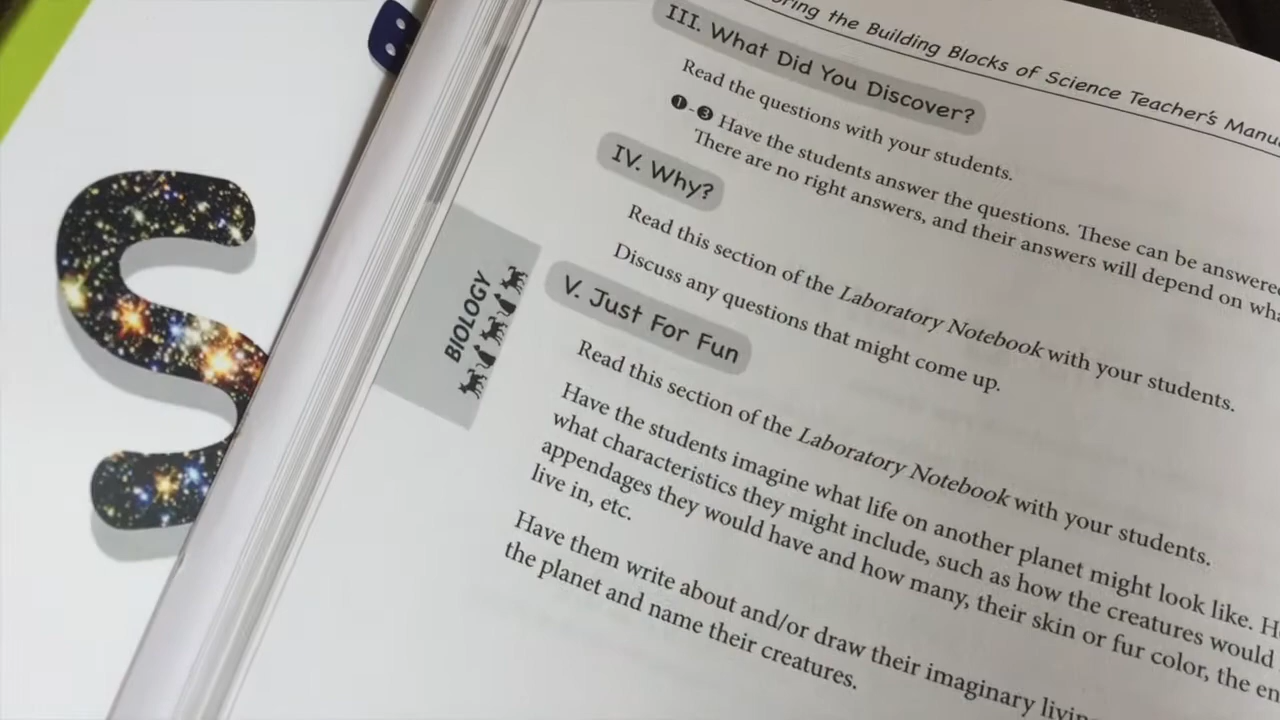 S
ring the Building Blocks of Science Teacher's Manu
III. What Did You Discover?
Read the questions with your students.
❶-❸ Have the students answer the questions. These can be answere
There are no right answers, and their answers will depend on wha
IV. Why?
Read this section of the Laboratory Notebook with your students.
Discuss any questions that might come up.
BIOLOGY
V. Just For Fun
Read this section of the Laboratory Notebook with your students.
Have the students imagine what life on another planet might look like. H
what characteristics they might include, such as how the creatures would
appendages they would have and how many, their skin or fur color, the en
live in, etc.
Have them write about and/or draw their imaginary livin
the planet and name their creatures.